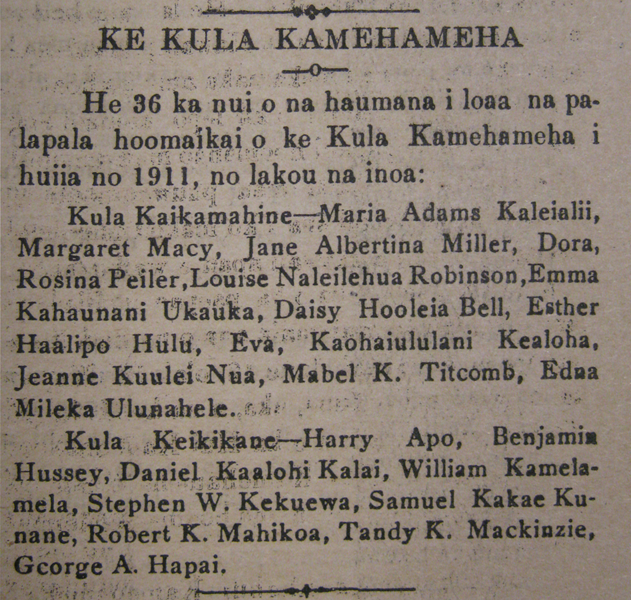 KE KULA KAMEHAMEHA
He 36 ka nui o na haumana i loaa na pa-
lapala hoomaikai o ke Kula Kamehameha i
huiia no 1911, no lakou na inoa:
Kula Kaikamahine—Maria Adams Kaleialii,
Margaret Macy, Jane Albertina Miller, Dora,
Rosina Peiler, Louise Naleilehua Robinson, Emma
Kahaunani Ukauka, Daisy Hooleia Bell, Esther
Haalipo Hulu, Eva, Kaohaiululani Kealoha,
Jeanne Kuulei Nua, Mabel K. Titcomb, Edna
Mileka Ulunahele.
Kula Keikikane—Harry Apo, Benjamin
Hussey, Daniel Kaalohi Kalai, William Kamela-
mela, Stephen W. Kekuewa, Samuel Kakae Ku-
nane, Robert K. Mahikoa, Tandy K. Mackinzie,
Gcorge A. Hapai.